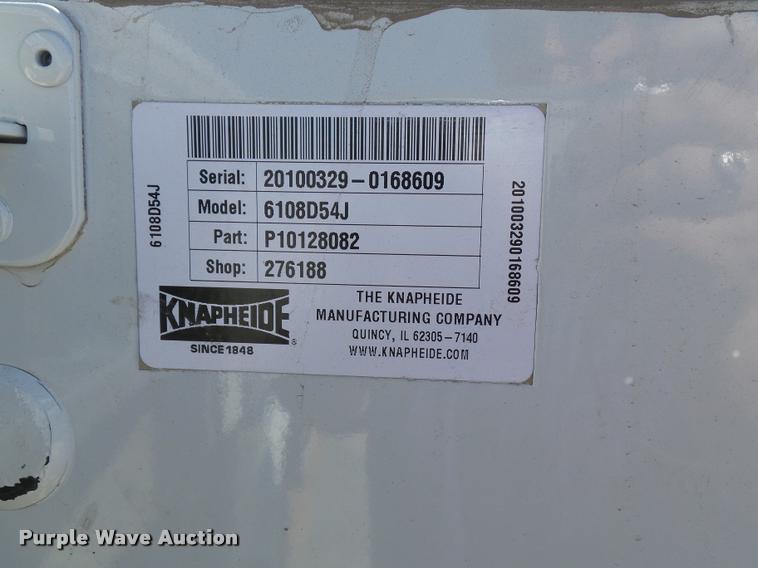 6108D54J
Serial: 20100329-0168609
Model: 6108D54J
Part: P10128082
Shop: 276188
201003290168609
KNAPHEIDE®
SINCE 1848
THE KNAPHEIDE
MANUFACTURING COMPANY
QUINCY, IL 62305-7140
WWW.KNAPHEIDE.COM
Purple Wave Auction®